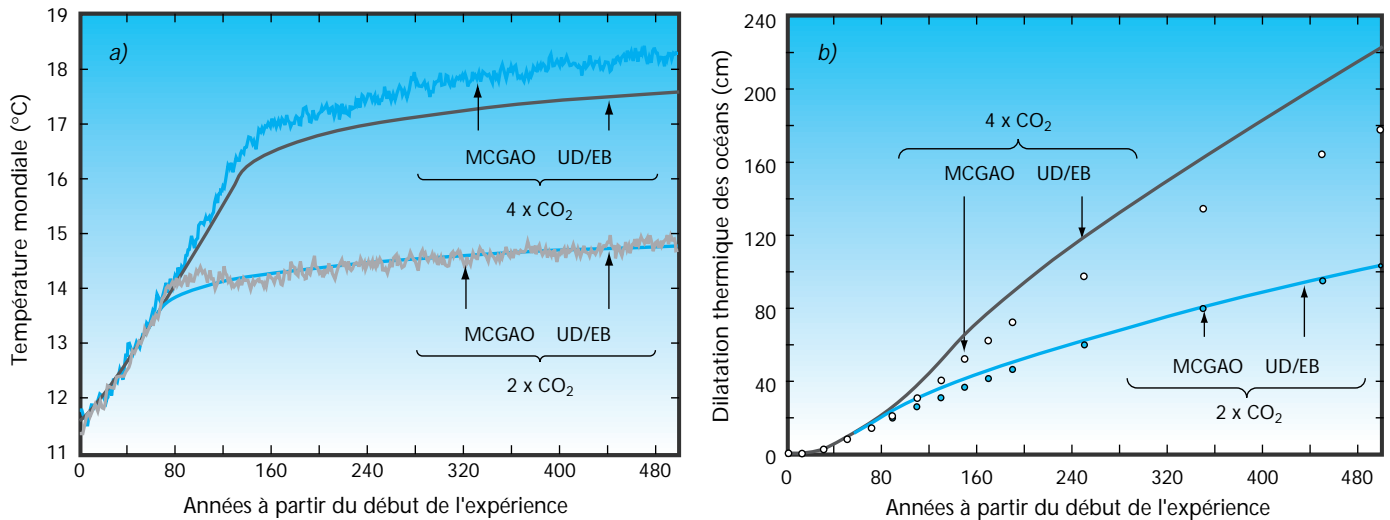 a)
Température mondiale (°C)
19
18
17
16
15
14
13
12
11
MCGAO UD/EB
4 x CO₂
MCGAO UD/EB
2 x CO₂
0 80 160 240 320 400 480
Années à partir du début de l'expérience
b)
Dilatation thermique des océans (cm)
240
200
160
120
80
40
0
4 x CO₂
MCGAO UD/EB
MCGAO UD/EB
2 x CO₂
0 80 160 240 320 400 480
Années à partir du début de l'expérience